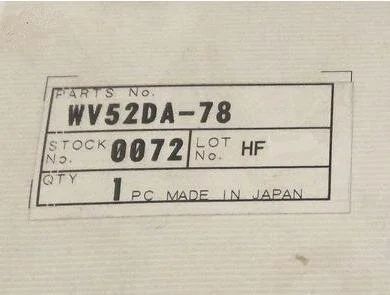 PARTS No.
WV52DA-78
STOCK No. 0072 LOT No. HF
QTY 1 PC MADE IN JAPAN